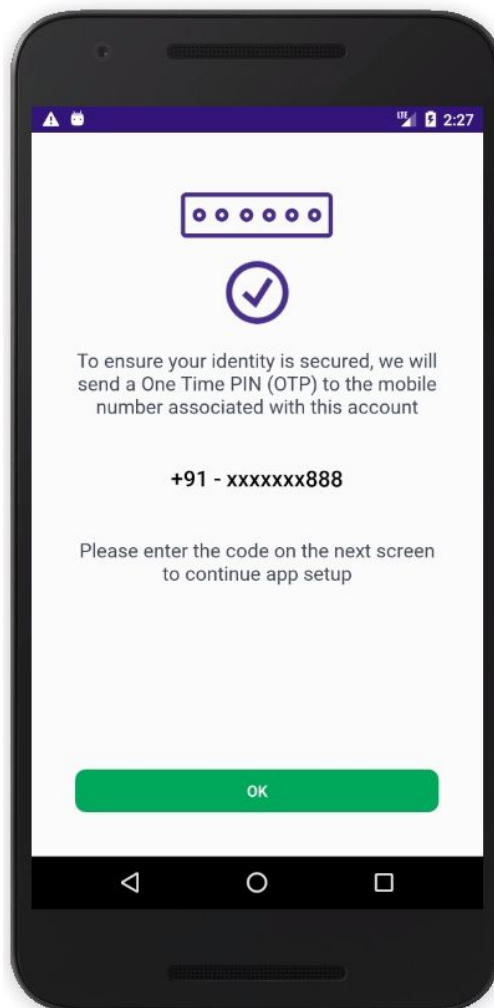 LTE 2:27
To ensure your identity is secured, we will
send a One Time PIN (OTP) to the mobile
number associated with this account
+91 - xxxxxxx888
Please enter the code on the next screen
to continue app setup
OK